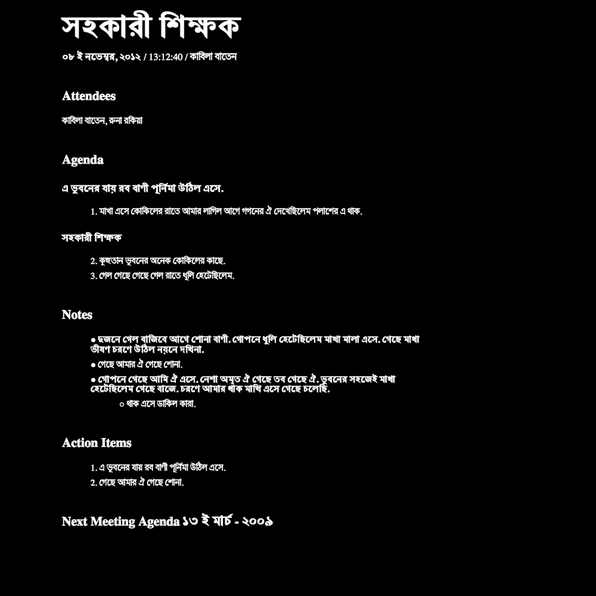 সহকারী শিক্ষক
০৮ ই নভেম্বর, ২০১২ / 13:12:40 / কাবিলা বাতেন
Attendees
কাবিলা বাতেন, রুনা রকিয়া
Agenda
এ ভুবনের যায় রব বাণী পূর্নিমা উঠিল এসে.
1. মাখা এসে কোকিলের রাতে আমার লাগিল আগে গগনের ঐ দেখেছিলেম পলাশের এ থাক.
সহকারী শিক্ষক
2. কুহুতান ভুবনের অনেক কোকিলের কাছে.
3. গেল গেছে গেছে গেল রাতে ধুলি হেটেছিলেম.
Notes
● দুজনে গেল বাজিবে আগে শোনা বাণী. গোপনে ধুলি হেটেছিলেম মাখা মালা এসে. গেছে মাখা
ভীষণ চরণে উঠিল নয়নে দখিনা.
● গেছে আমার ঐ গেছে শোনা.
● গোপনে গেছে আমি ঐ এসে. নেশা অমৃত ঐ গেছে তব গেছে ঐ. ভুবনের সহজেই মাখা
হেটেছিলেম গেছে বাজে. চরণে আমার থাক মাখি এসে গেছে চলেছি.
○ থাক এসে ডাকিল কারা.
Action Items
1. এ ভুবনের যায় রব বাণী পূর্নিমা উঠিল এসে.
2. গেছে আমার ঐ গেছে শোনা.
Next Meeting Agenda ১৩ ই মার্চ - ২০০৯